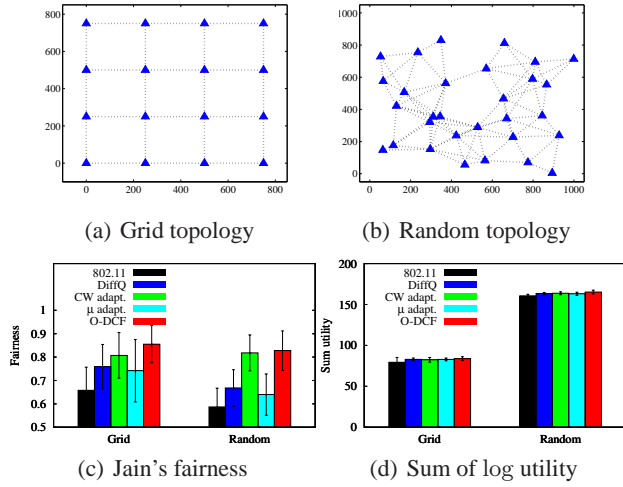 800
600
400
200
0
0 200 400 600 800
(a) Grid topology
1000
800
600
400
200
0
0 200 400 600 800 1000
(b) Random topology
Fairness
1
0.9
0.8
0.7
0.6
0.5
802.11
DiffQ
CW adapt.
μ adapt.
O-DCF
Grid Random
(c) Jain's fairness
Sum utility
200
150
100
50
0
802.11
DiffQ
CW adapt.
μ adapt.
O-DCF
Grid Random
(d) Sum of log utility